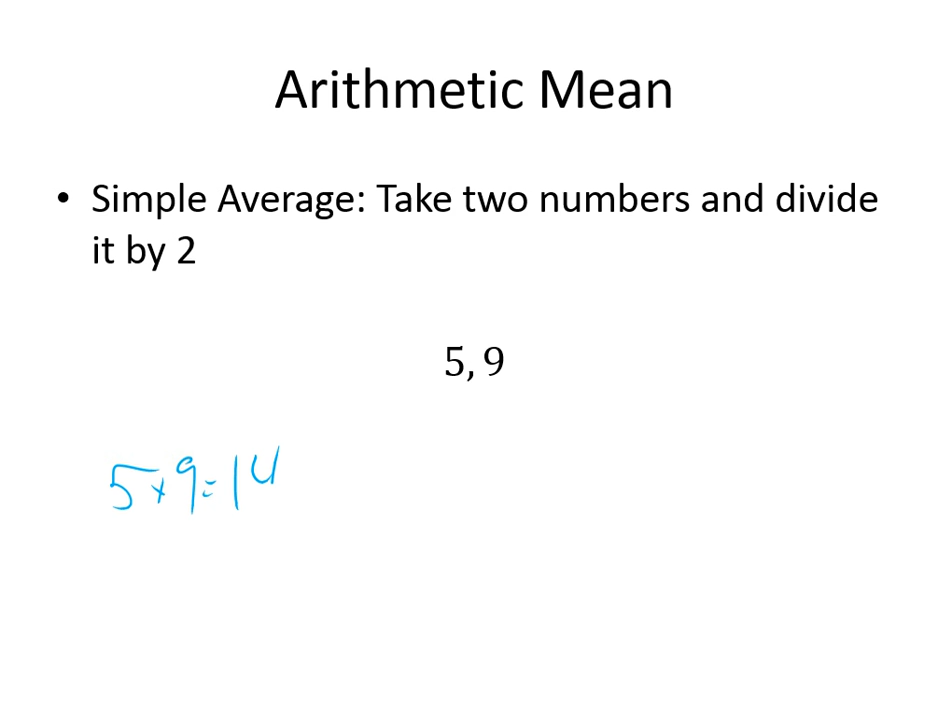 Arithmetic Mean
• Simple Average: Take two numbers and divide
it by 2
5, 9
5+9=14